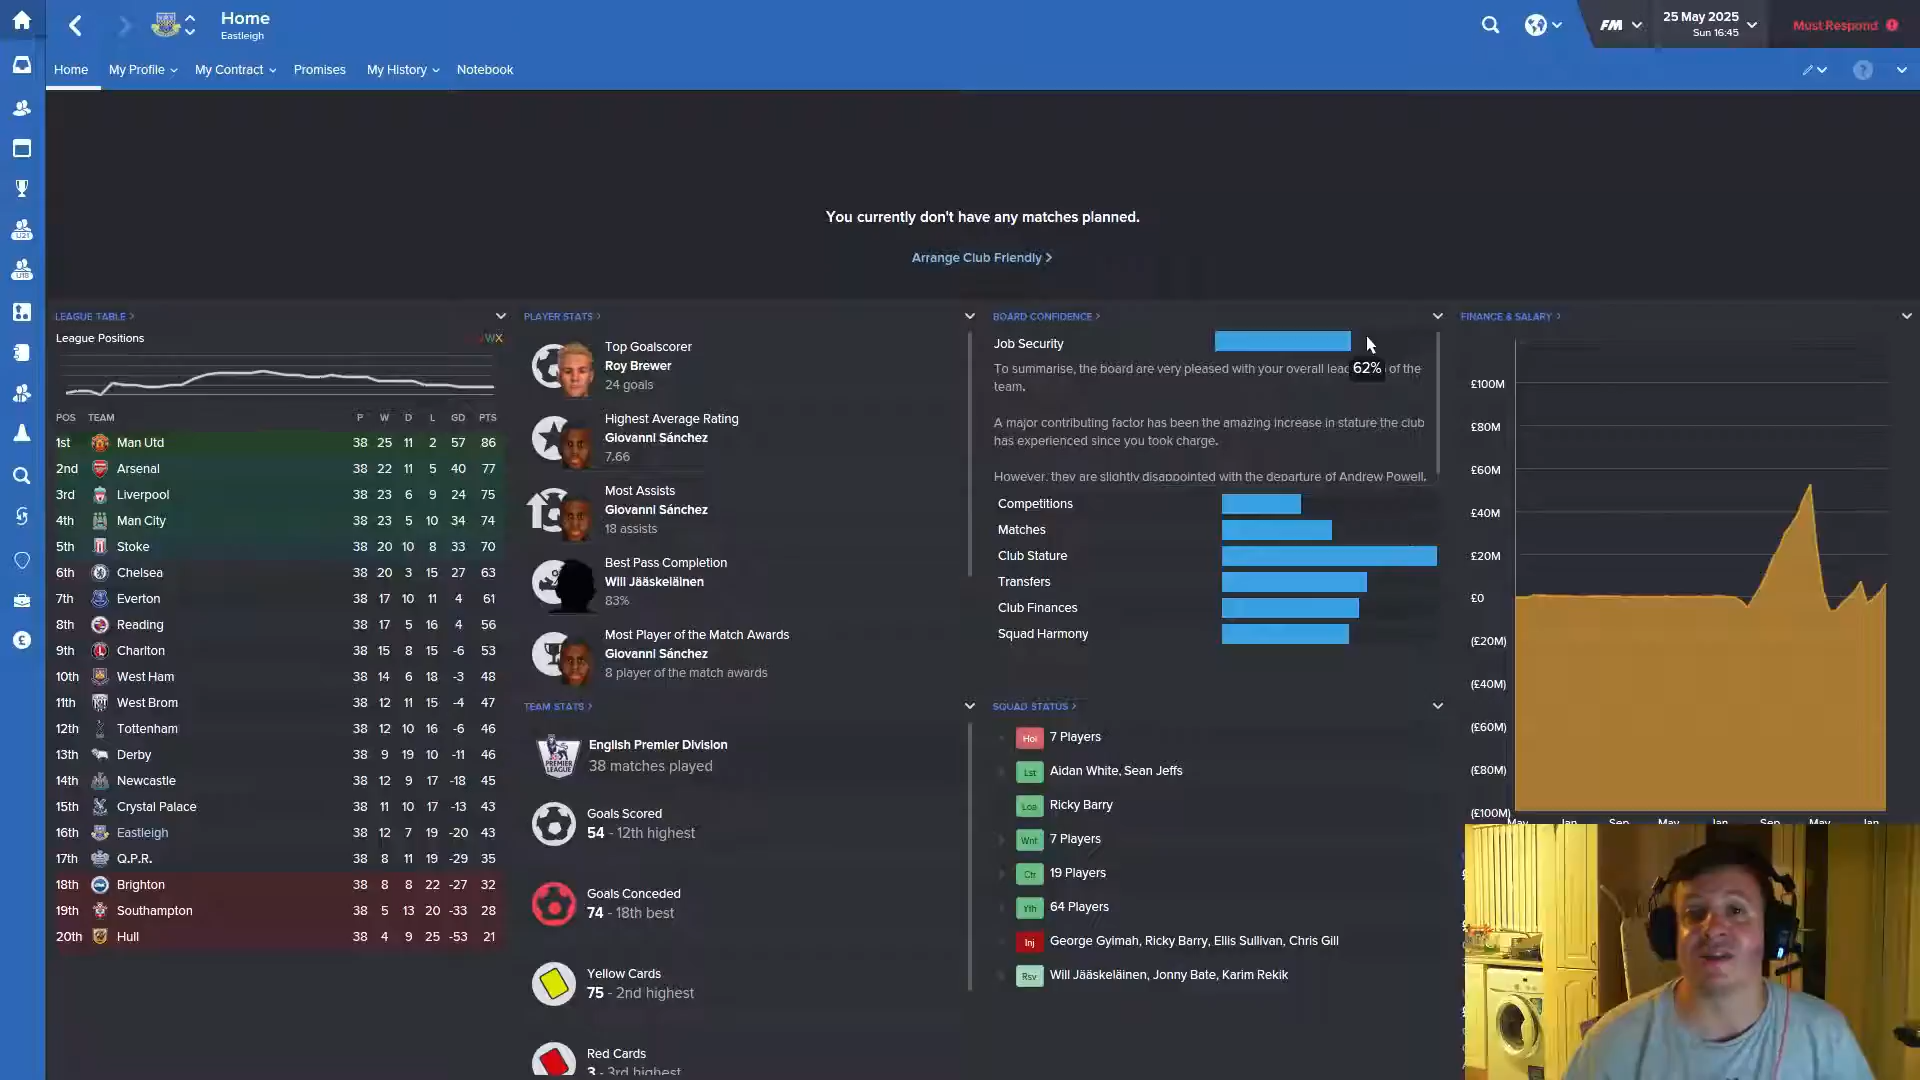 Home
Eastleigh
FM
25 May 2025
Sun 16:45
Must Respond
Home
My Profile
My Contract
Promises
My History
Notebook
U21
U18
You currently don't have any matches planned.
Arrange Club Friendly >
LEAGUE TABLE >
League Positions
POS TEAM P W D L GD PTS
1st Man Utd 38 25 11 2 57 86
2nd Arsenal 38 22 11 5 40 77
3rd Liverpool 38 23 6 9 24 75
4th Man City 38 23 5 10 34 74
5th Stoke 38 20 10 8 33 70
6th Chelsea 38 20 3 15 27 63
7th Everton 38 17 10 11 4 61
8th Reading 38 17 5 16 4 56
9th Charlton 38 15 8 15 -6 53
10th West Ham 38 14 6 18 -3 48
11th West Brom 38 12 11 15 -4 47
12th Tottenham 38 12 10 16 -6 46
13th Derby 38 9 19 10 -11 46
14th Newcastle 38 12 9 17 -18 45
15th Crystal Palace 38 11 10 17 -13 43
16th Eastleigh 38 12 7 19 -20 43
17th Q.P.R. 38 8 11 19 -29 35
18th Brighton 38 8 8 22 -27 32
19th Southampton 38 5 13 20 -33 28
20th Hull 38 4 9 25 -53 21
PLAYER STATS >
Top Goalscorer
Roy Brewer
24 goals
Highest Average Rating
Giovanni Sánchez
7.66
Most Assists
Giovanni Sánchez
18 assists
Best Pass Completion
Will Jääskeläinen
83%
Most Player of the Match Awards
Giovanni Sánchez
8 player of the match awards
TEAM STATS >
English Premier Division
38 matches played
Goals Scored
54 - 12th highest
Goals Conceded
74 - 18th best
Yellow Cards
75 - 2nd highest
Red Cards
3 - 3rd highest
BOARD CONFIDENCE >
Job Security
62%
To summarise, the board are very pleased with your overall of the
team.
A major contributing factor has been the amazing increase in stature the club
has experienced since you took charge.
However, they are slightly disappointed with the departure of Andrew Powell,
Competitions
Matches
Club Stature
Transfers
Club Finances
Squad Harmony
SQUAD STATUS >
Hol 7 Players
Lst Aidan White, Sean Jeffs
Loa Ricky Barry
Wnt 7 Players
Ctr 19 Players
Yth 64 Players
Inj George Gyimah, Ricky Barry, Ellis Sullivan, Chris Gill
Rsv Will Jääskeläinen, Jonny Bate, Karim Rekik
FINANCE & SALARY >
£100M
£80M
£60M
£40M
£20M
£0
(£20M)
(£40M)
(£60M)
(£80M)
(£100M)
May Jan Sep May Jan Sep May Jan